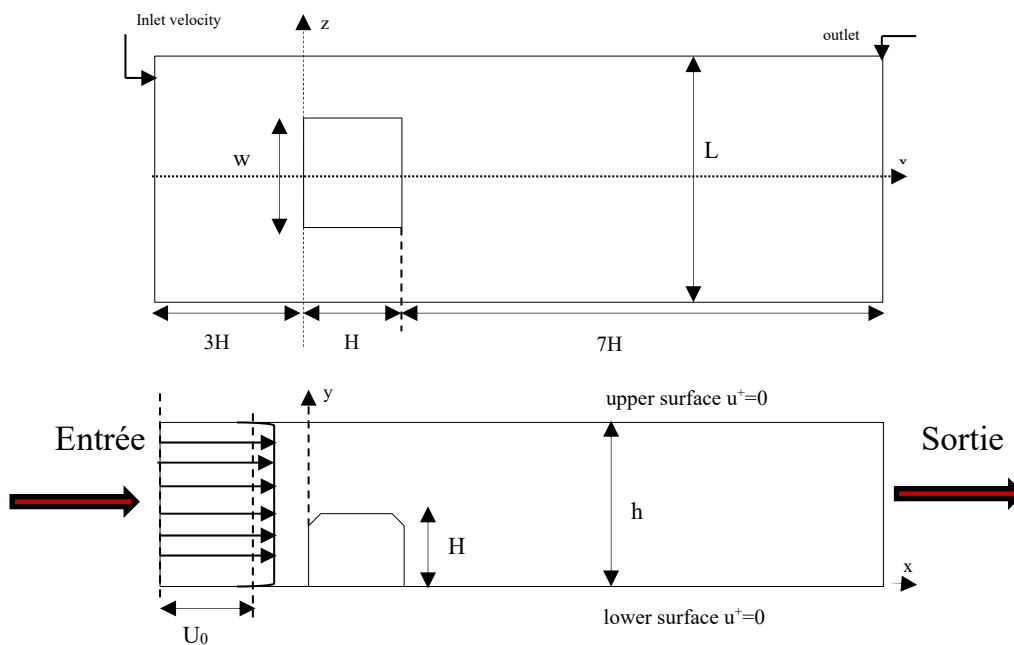 Inlet velocity
z
outlet
w
L
x
3H
H
7H
y
upper surface u⁺=0
Entrée
Sortie
h
H
x
lower surface u⁺=0
U₀